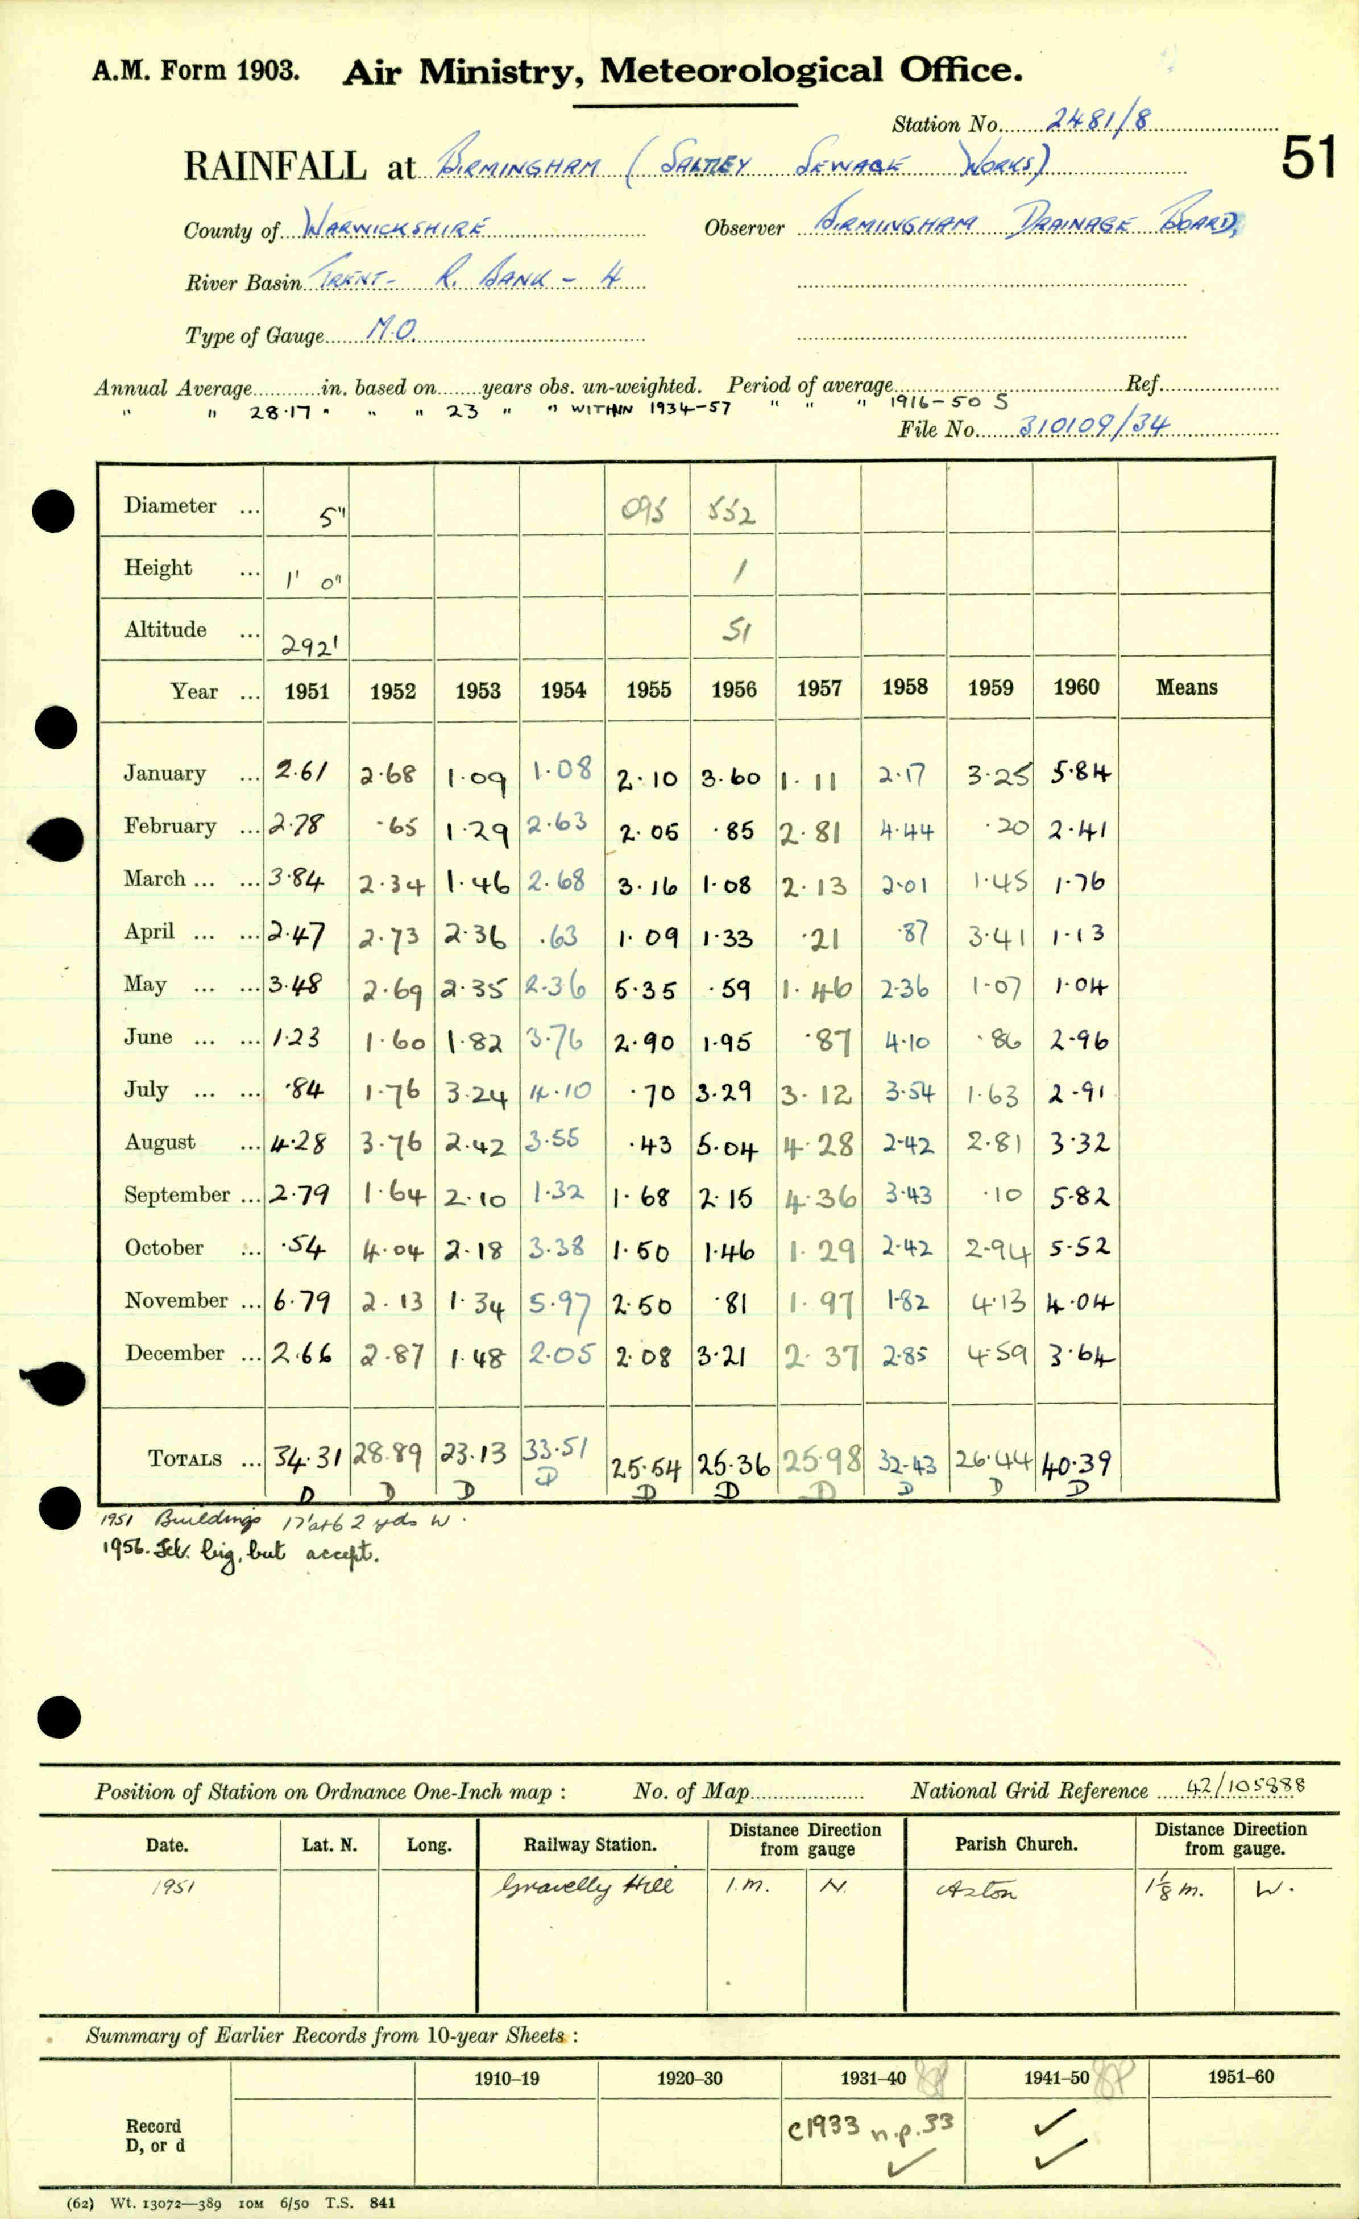 A.M. Form 1903. Air Ministry, Meteorological Office.
Station No. 2481/8
RAINFALL at BIRMINGHAM (SALTLEY SEWAGE WORKS) 51
County of WARWICKSHIRE Observer BIRMINGHAM DRAINAGE BOARD,
River Basin TRENT - R. BANK - 4
Type of Gauge M.O.
Annual Average............in. based on........years obs. un-weighted. Period of average........Ref........
" " 28.17 " " " 23 " " WITHIN 1934-57 " " " 1916-50 S
File No. 310109/34
Diameter ... 5" 095 552
Height ... 1' 0" 1
Altitude ... 292' 51
Year ... 1951 1952 1953 1954 1955 1956 1957 1958 1959 1960 Means
January ... 2.61 2.68 1.09 1.08 2.10 3.60 1.11 2.17 3.25 5.84
February ... 2.78 .65 1.29 2.63 2.05 .85 2.81 4.44 .20 2.41
March ... ... 3.84 2.34 1.46 2.68 3.16 1.08 2.13 2.01 1.45 1.76
April ... ... 2.47 2.73 2.36 .63 1.09 1.33 .21 .87 3.41 1.13
May ... ... 3.48 2.69 2.35 2.36 5.35 .59 1.46 2.36 1.07 1.04
June ... ... 1.23 1.60 1.82 3.76 2.90 1.95 .87 4.10 .86 2.96
July ... ... .84 1.76 3.24 4.10 .70 3.29 3.12 3.54 1.63 2.91
August ... 4.28 3.76 2.42 3.55 .43 5.04 4.28 2.42 2.81 3.32
September ... 2.79 1.64 2.10 1.32 1.68 2.15 4.36 3.43 .10 5.82
October ... .54 4.04 2.18 3.38 1.50 1.46 1.29 2.42 2.94 5.52
November ... 6.79 2.13 1.34 5.97 2.50 .81 1.97 1.82 4.13 4.04
December ... 2.66 2.87 1.48 2.05 2.08 3.21 2.37 2.85 4.59 3.64
TOTALS ... 34.31 28.89 23.13 33.51 25.54 25.36 25.98 32.43 26.44 40.39
D D D D D D D D D D
1951 Buildings 17' at 62 yds W.
1956. Feb. big, but accept.
Position of Station on Ordnance One-Inch map : No. of Map........ National Grid Reference 42/105888
Date. Lat. N. Long. Railway Station. Distance from Direction gauge Parish Church. Distance from Direction gauge.
1951 Gravelly Hill 1 m. N. Aston 1 1/8 m. W.
Summary of Earlier Records from 10-year Sheets :
1910–19 1920–30 1931–40 1941–50 1951–60
Record c1933 n.p.33 ✓
D, or d ✓ ✓
(62) Wt. 13072—389 10M 6/50 T.S. 841